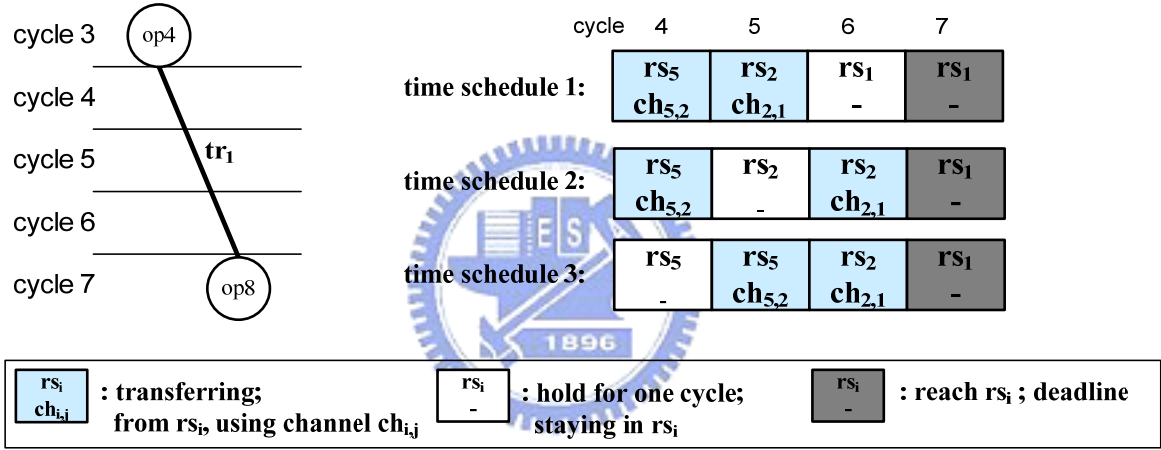 cycle 3
op4
cycle 4
cycle 5
tr₁
cycle 6
cycle 7
op8
cycle 4 5 6 7
time schedule 1:
rs₅ rs₂ rs₁ rs₁
ch₅,₂ ch₂,₁ - -
time schedule 2:
rs₅ rs₂ rs₂ rs₁
ch₅,₂ - ch₂,₁ -
time schedule 3:
rs₅ rs₅ rs₂ rs₁
- ch₅,₂ ch₂,₁ -
ES
1896
rsᵢ
chᵢ,ⱼ
: transferring;
from rsᵢ, using channel chᵢ,ⱼ
rsᵢ
-
: hold for one cycle;
staying in rsᵢ
rsᵢ
-
: reach rsᵢ ; deadline